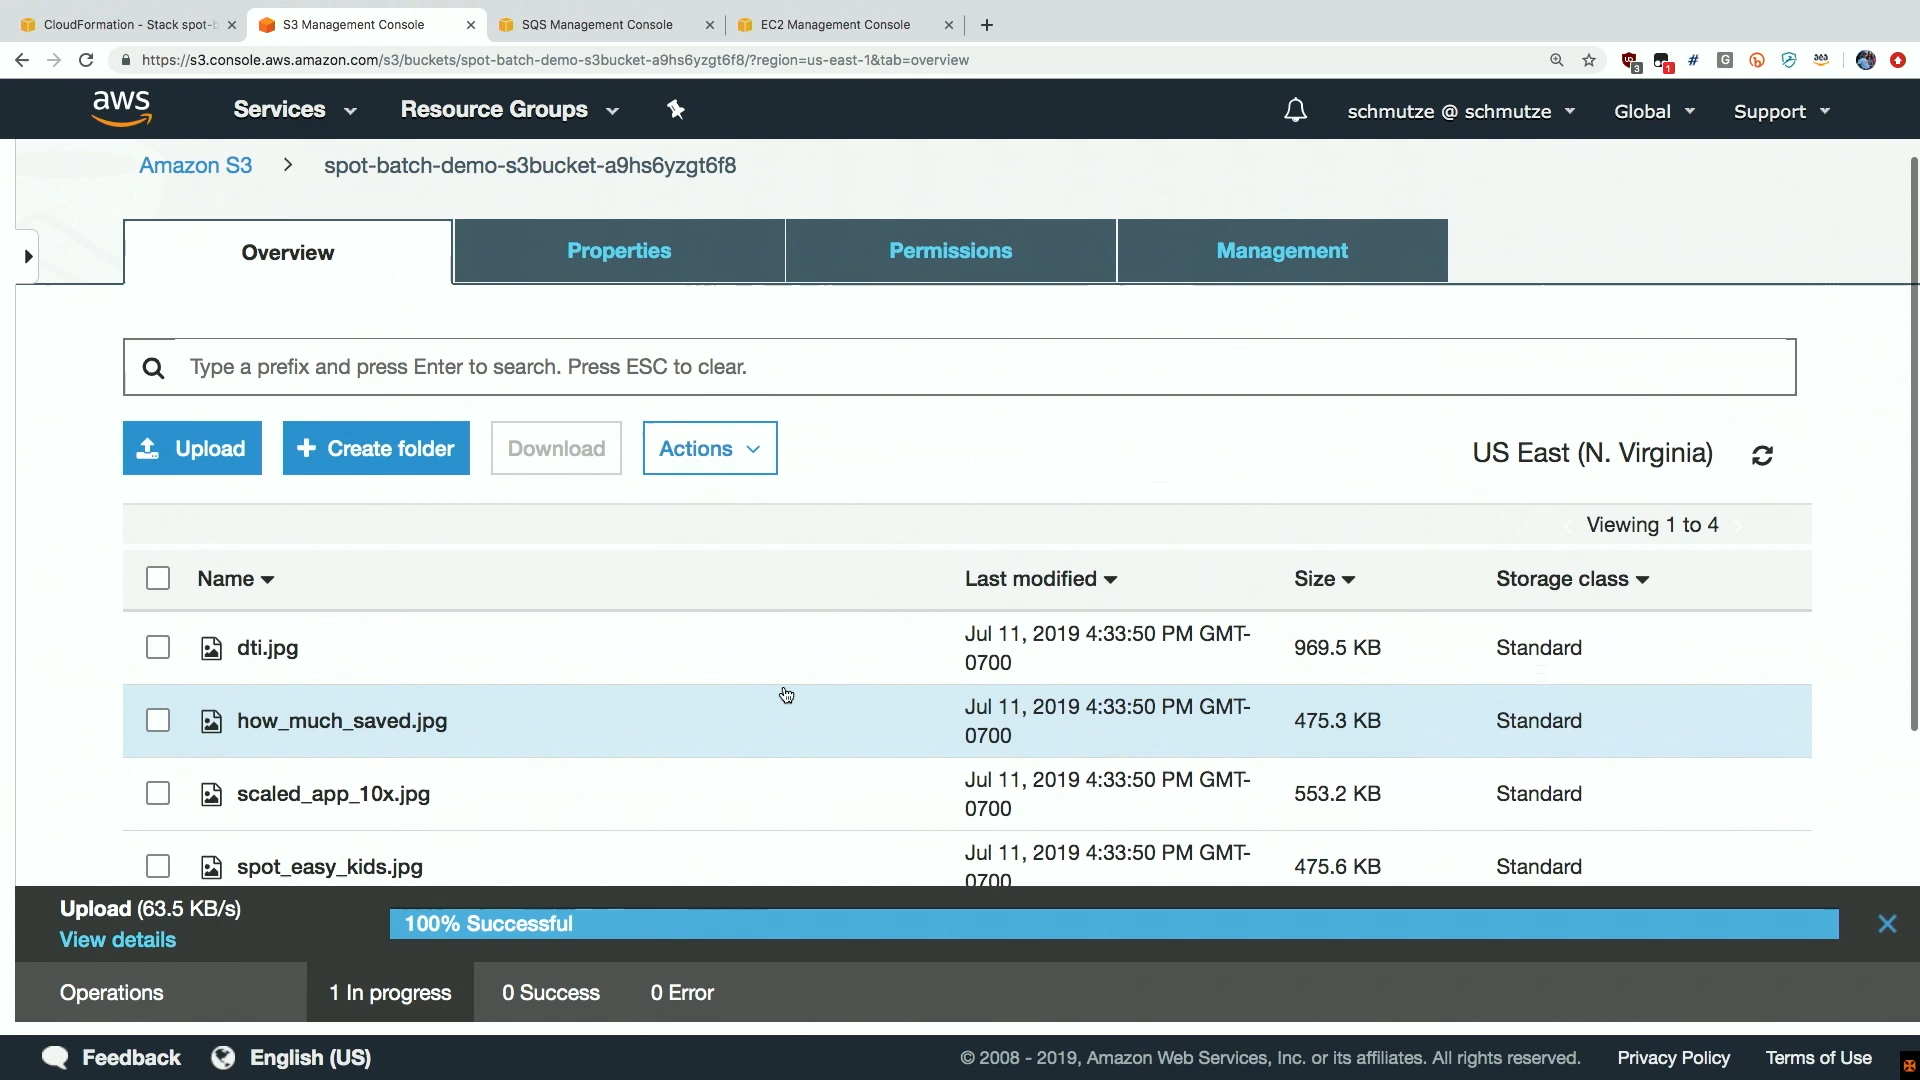 CloudFormation - Stack spot-b
S3 Management Console
SQS Management Console
EC2 Management Console
https://s3.console.aws.amazon.com/s3/buckets/spot-batch-demo-s3bucket-a9hs6yzgt6f8/?region=us-east-1&tab=overview
3
1
#
G
aws
Services
Resource Groups
schmutze @ schmutze
Global
Support
Amazon S3
spot-batch-demo-s3bucket-a9hs6yzgt6f8
Overview
Properties
Permissions
Management
Type a prefix and press Enter to search. Press ESC to clear.
Upload
Create folder
Download
Actions
US East (N. Virginia)
Viewing 1 to 4
Name
Last modified
Size
Storage class
dti.jpg
Jul 11, 2019 4:33:50 PM GMT-
0700
969.5 KB
Standard
how_much_saved.jpg
Jul 11, 2019 4:33:50 PM GMT-
0700
475.3 KB
Standard
scaled_app_10x.jpg
Jul 11, 2019 4:33:50 PM GMT-
0700
553.2 KB
Standard
spot_easy_kids.jpg
Jul 11, 2019 4:33:50 PM GMT-
0700
475.6 KB
Standard
Upload (63.5 KB/s)
View details
100% Successful
Operations
1 In progress
0 Success
0 Error
Feedback
English (US)
© 2008 - 2019, Amazon Web Services, Inc. or its affiliates. All rights reserved.
Privacy Policy
Terms of Use